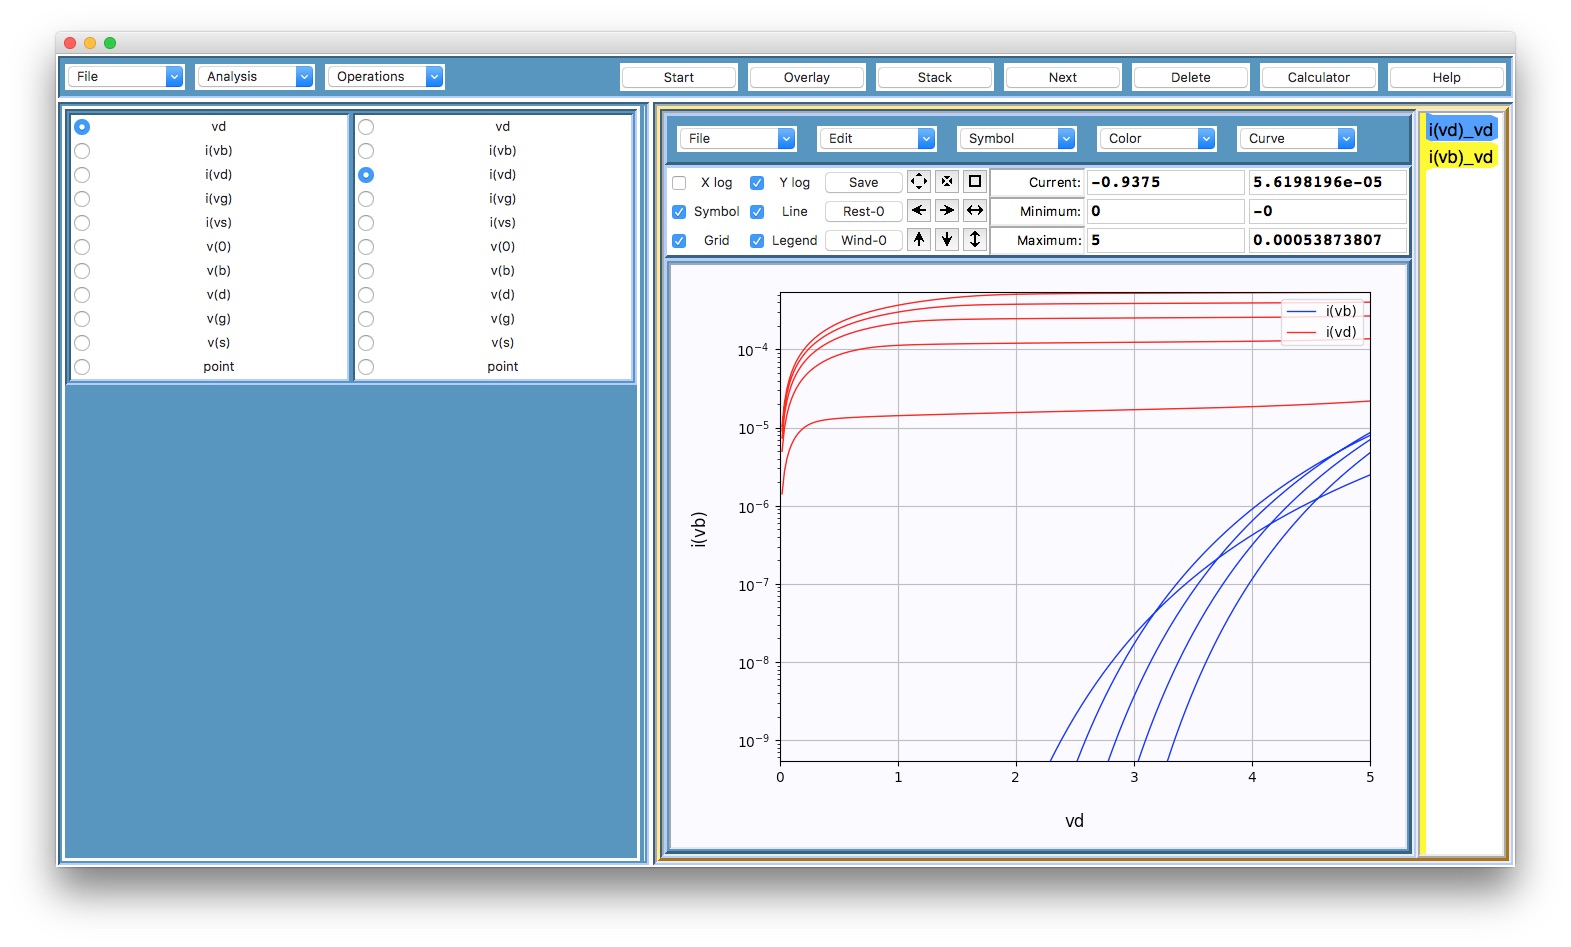 File Analysis Operations Start Overlay Stack Next Delete Calculator Help
vd vd
i(vb) i(vb)
i(vd) i(vd)
i(vg) i(vg)
i(vs) i(vs)
v(0) v(0)
v(b) v(b)
v(d) v(d)
v(g) v(g)
v(s) v(s)
point point
File Edit Symbol Color Curve
X log Y log Save Current: -0.9375 5.6198196e-05
Symbol Line Rest-0 Minimum: 0 -0
Grid Legend Wind-0 Maximum: 5 0.00053873807
i(vb)
i(vd)
10⁻⁴
10⁻⁵
10⁻⁶
10⁻⁷
10⁻⁸
10⁻⁹
i(vb)
0 1 2 3 4 5
vd
i(vd)_vd
i(vb)_vd